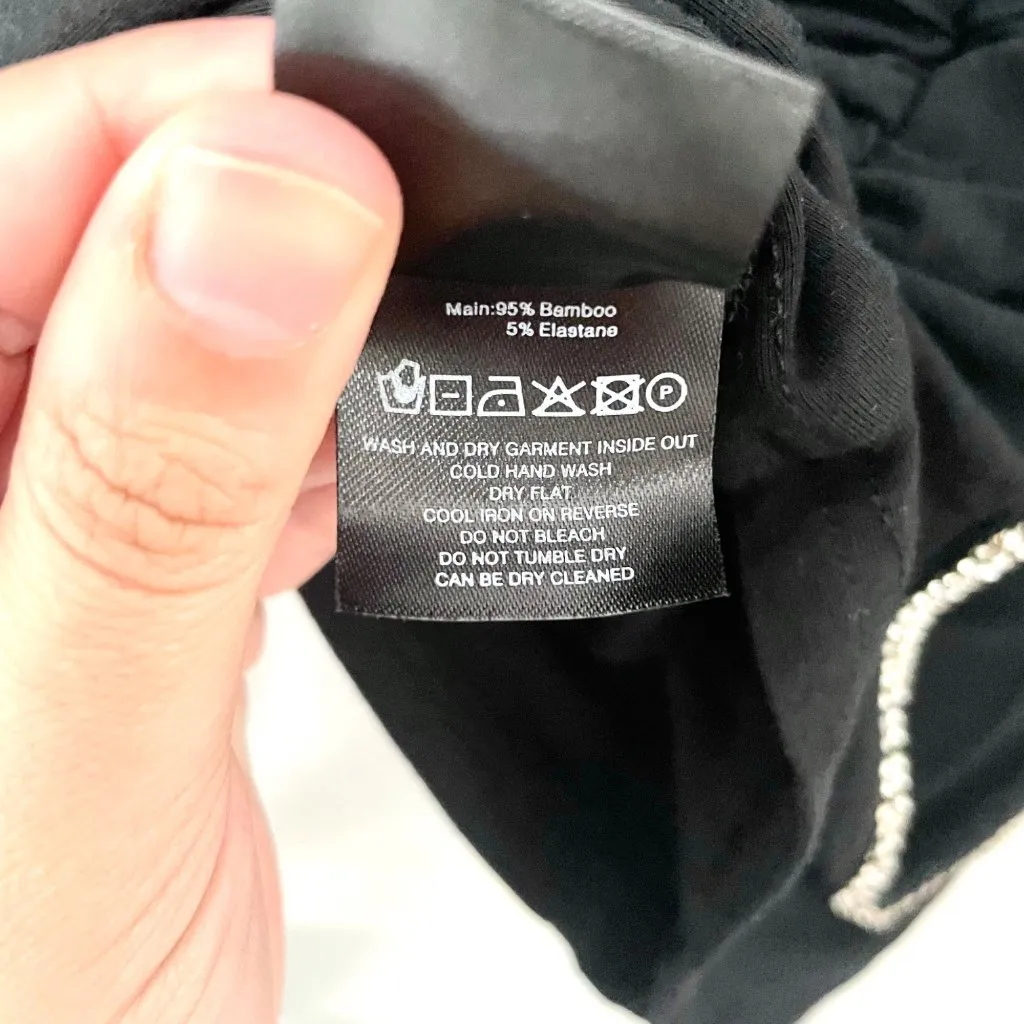 Main:95% Bamboo
5% Elastane
P
WASH AND DRY GARMENT INSIDE OUT
COLD HAND WASH
DRY FLAT
COOL IRON ON REVERSE
DO NOT BLEACH
DO NOT TUMBLE DRY
CAN BE DRY CLEANED